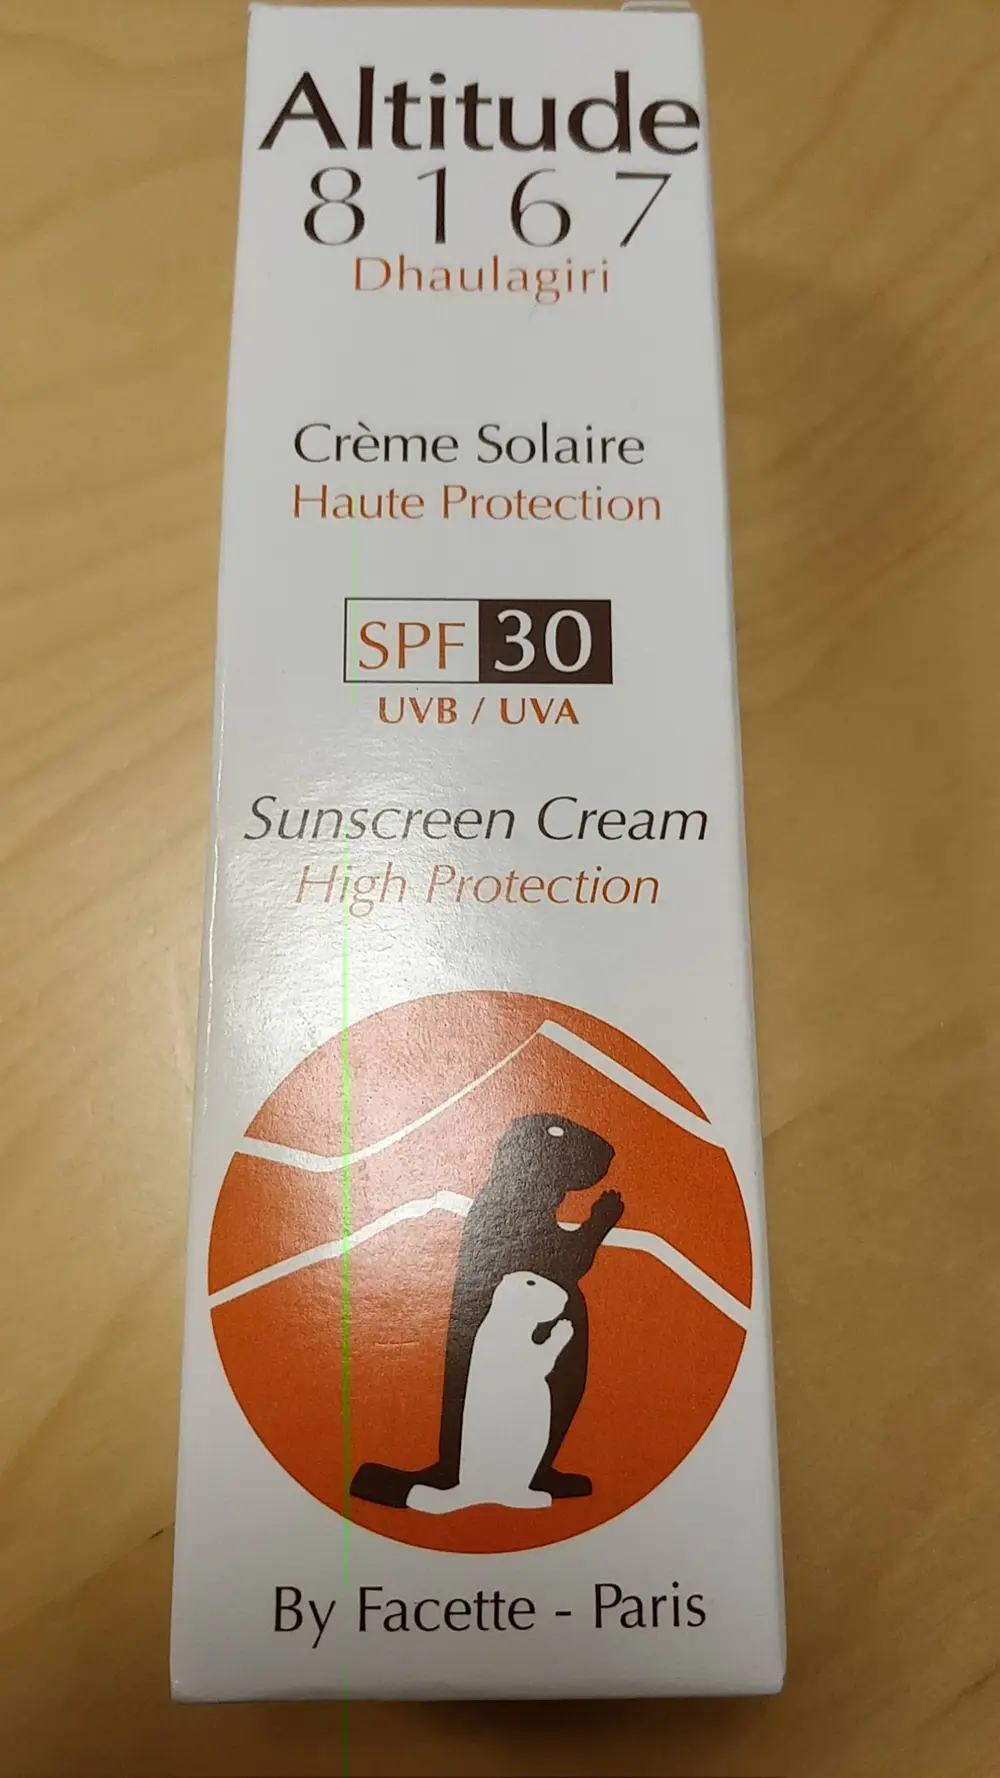 Altitude
8167
Dhaulagiri
Crème Solaire
Haute Protection
SPF 30
UVB / UVA
Sunscreen Cream
High Protection
By Facette - Paris